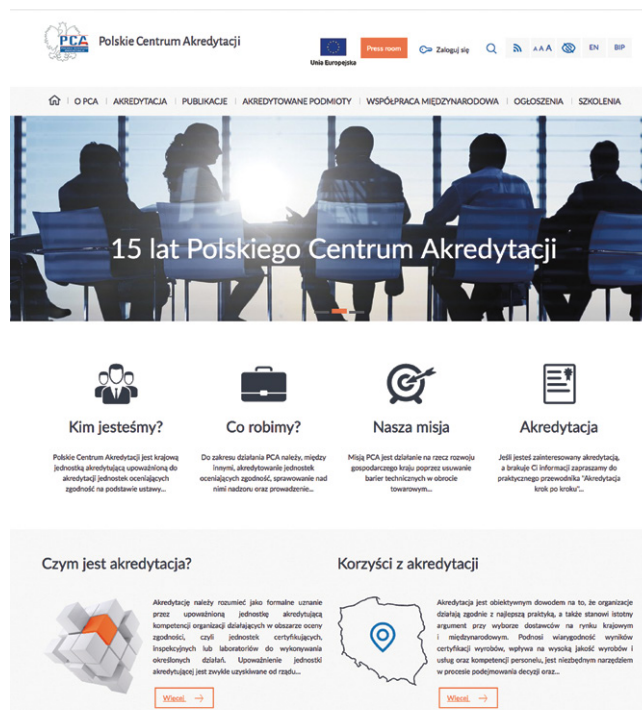 PCA
Polskie Centrum Akredytacji
Unia Europejska
Press room
Zaloguj się
A A A
EN
BIP
O PCA
AKREDYTACJA
PUBLIKACJE
AKREDYTOWANE PODMIOTY
WSPÓŁPRACA MIĘDZYNARODOWA
OGŁOSZENIA
SZKOLENIA
15 lat Polskiego Centrum Akredytacji
Kim jesteśmy?
Polskie Centrum Akredytacji jest krajową
jednostką akredytującą upoważnioną do
akredytacji jednostek oceniających
zgodność na podstawie ustawy...
Co robimy?
Do zakresu działania PCA należy, między
innymi, akredytowanie jednostek
oceniających zgodność, sprawowanie nad
nimi nadzoru oraz prowadzenie...
Nasza misja
Misją PCA jest działanie na rzecz rozwoju
gospodarczego kraju poprzez usuwanie
barier technicznych w obrocie
towarowym...
Akredytacja
Jeśli jesteś zainteresowany akredytacją,
a brakuje Ci informacji zapraszamy do
praktycznego przewodnika "Akredytacja
krok po kroku"...
Czym jest akredytacja?
Akredytację należy rozumieć jako formalne uznanie
przez upoważnioną jednostkę akredytującą
kompetencji organizacji działających w obszarze oceny
zgodności, czyli jednostek certyfikujących,
inspekcyjnych lub laboratoriów do wykonywania
określonych działań. Upoważnienie jednostki
akredytującej jest zwykle uzyskiwane od rządu...
Więcej
Korzyści z akredytacji
Akredytacja jest obiektywnym dowodem na to, że organizacje
działają zgodnie z najlepszą praktyką, a także stanowi istotny
argument przy wyborze dostawców na rynku krajowym
i międzynarodowym. Podnosi wiarygodność wyników
certyfikacji wyrobów, wpływa na wysoką jakość wyrobów i
usług oraz kompetencji personelu, jest niezbędnym narzędziem
w procesie podejmowania decyzji oraz...
Więcej